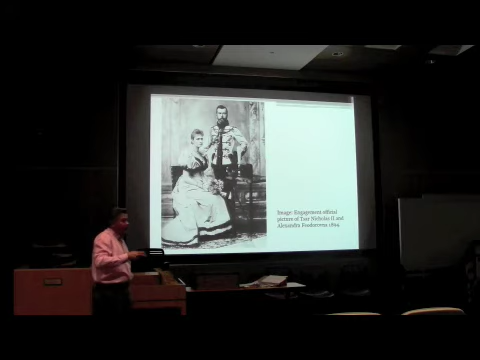 Image: Engagement official
picture of Tsar Nicholas II and
Alexandra Feodorovna, 1894.